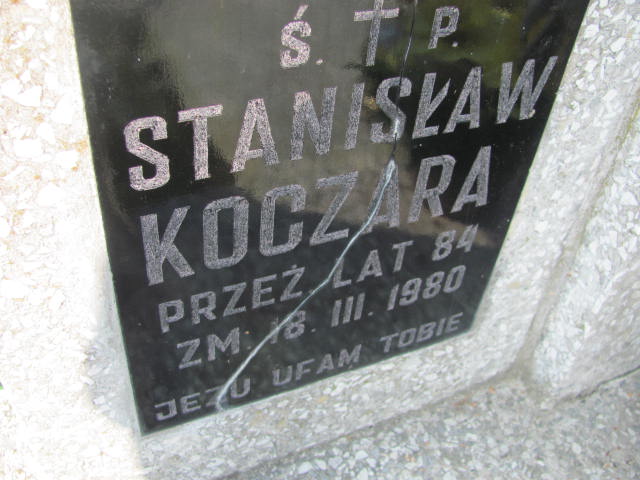 Ś. P.
STANISŁAW
KOCZARA
PRZEŻ. LAT 84
ZM. 18. III. 1980
JEZU UFAM TOBIE